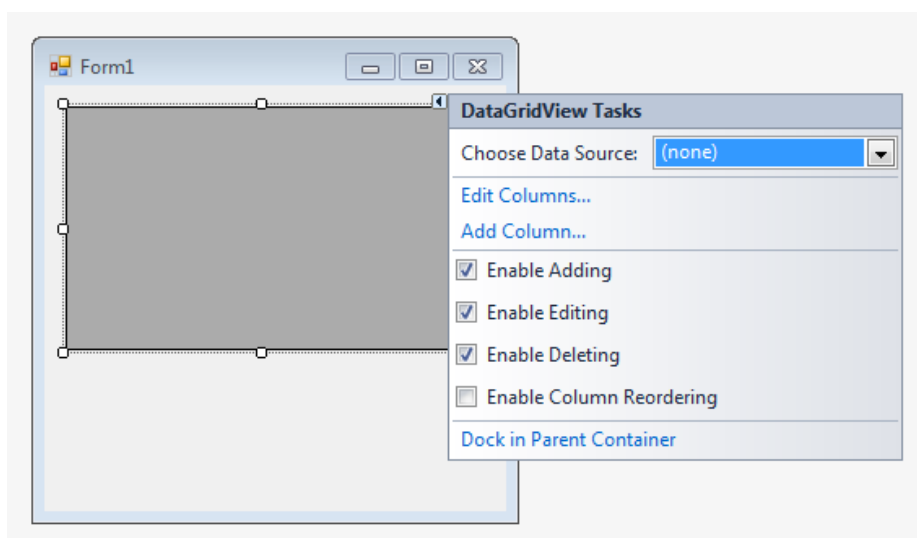 Form1
DataGridView Tasks
Choose Data Source: (none)
Edit Columns...
Add Column...
Enable Adding
Enable Editing
Enable Deleting
Enable Column Reordering
Dock in Parent Container